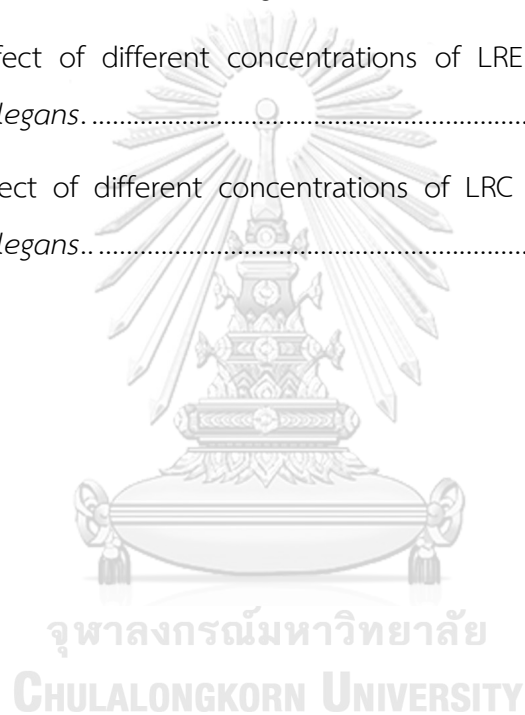 fect of different concentrations of LRE
legans. ....................................................................
fect of different concentrations of LRC
legans.. ...................................................................
จุฬาลงกรณ์มหาวิทยาลัย
CHULALONGKORN UNIVERSITY